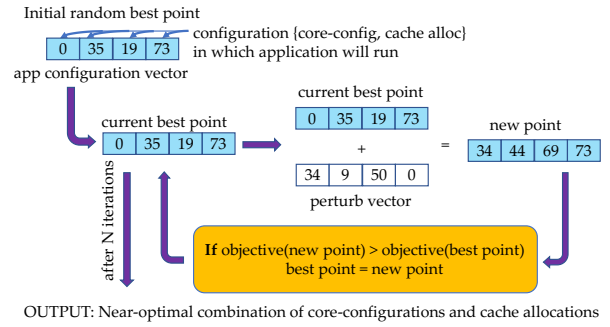 Initial random best point
configuration {core-config, cache alloc}
in which application will run
0 35 19 73
app configuration vector
current best point
0 35 19 73
current best point
0 35 19 73
+
34 9 50 0
perturb vector
=
new point
34 44 69 73
after N iterations
If objective(new point) > objective(best point)
best point = new point
OUTPUT: Near-optimal combination of core-configurations and cache allocations